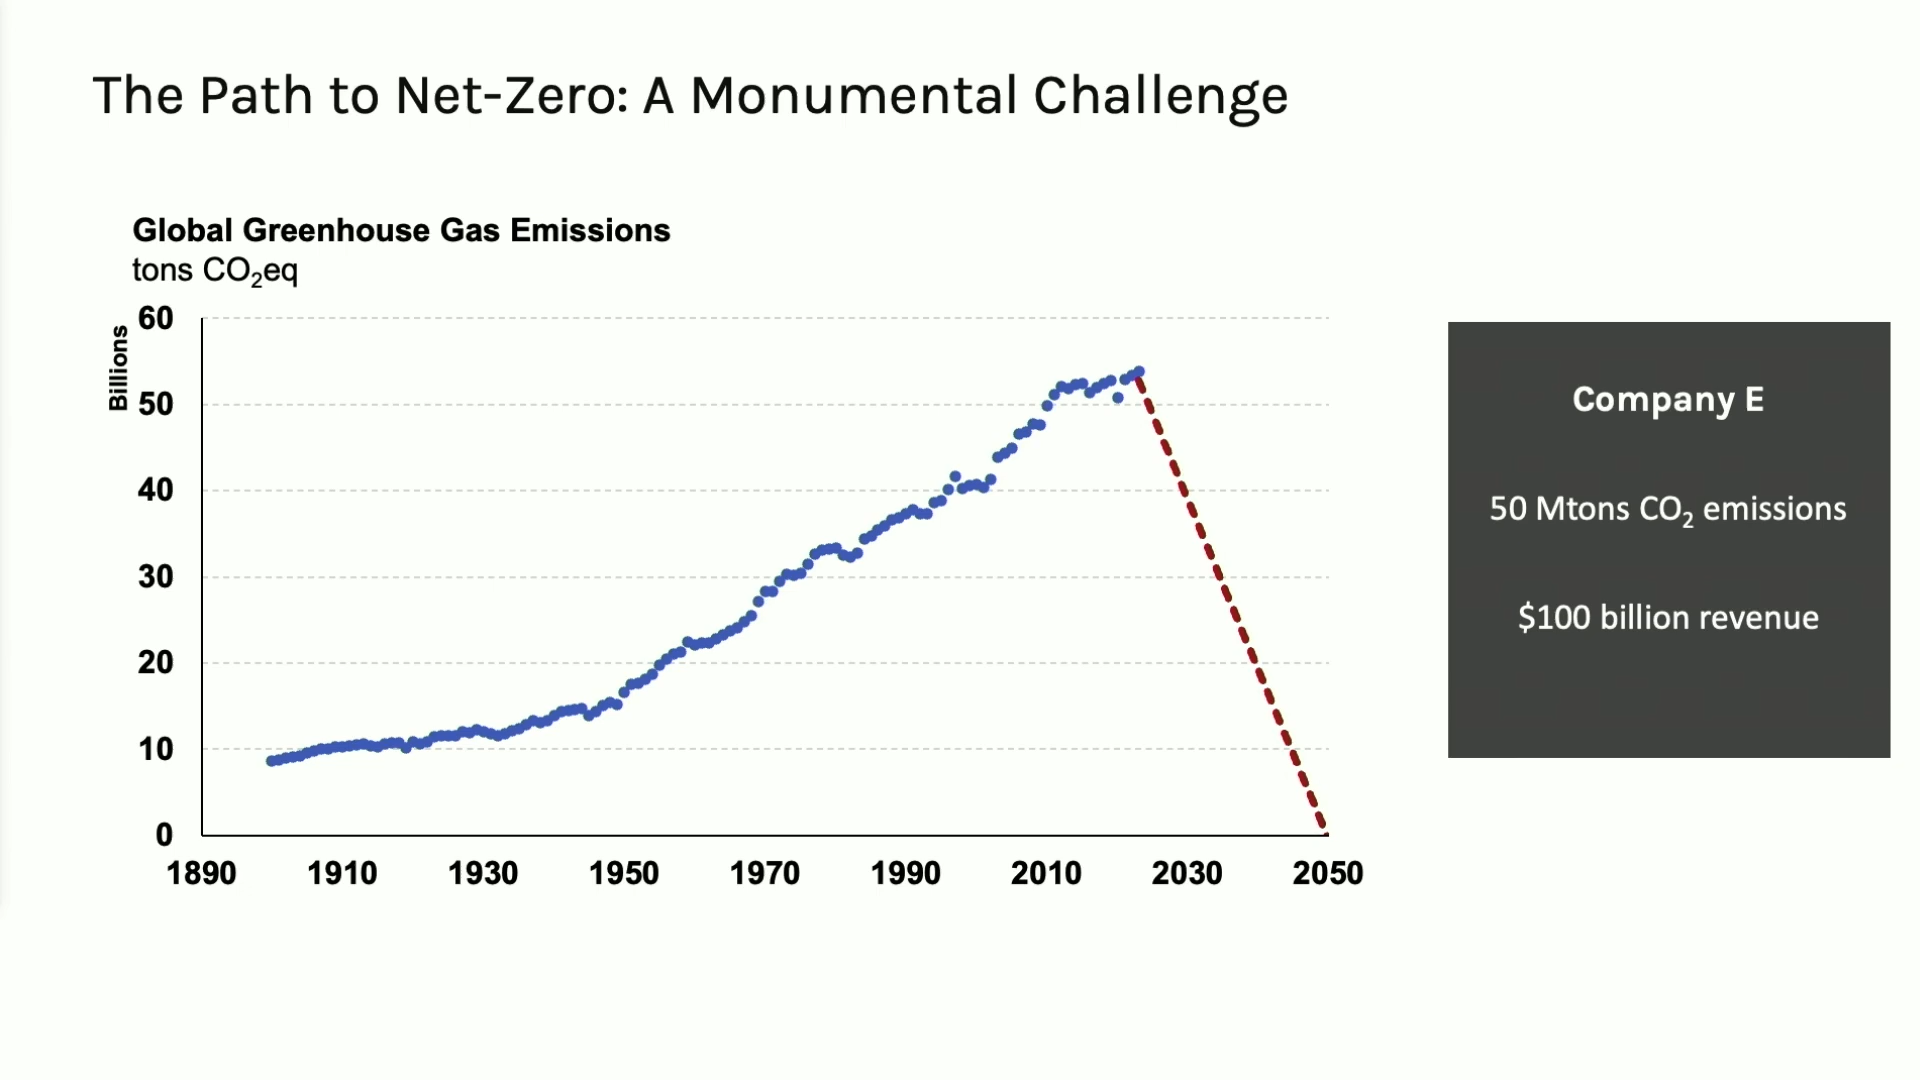 The Path to Net-Zero: A Monumental Challenge
Global Greenhouse Gas Emissions
tons CO₂eq
Billions
60
50
40
30
20
10
0
1890 1910 1930 1950 1970 1990 2010 2030 2050
Company E
50 Mtons CO₂ emissions
$100 billion revenue